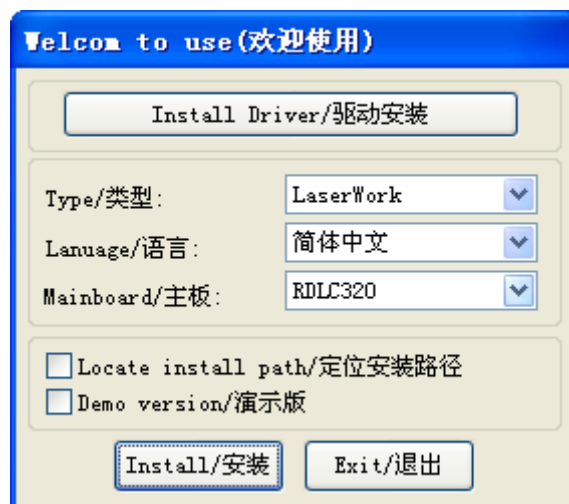 Welcom to use(欢迎使用)
Install Driver/驱动安装
Type/类型: LaserWork
Lanuage/语言: 简体中文
Mainboard/主板: RDLC320
Locate install path/定位安装路径
Demo version/演示版
Install/安装 Exit/退出